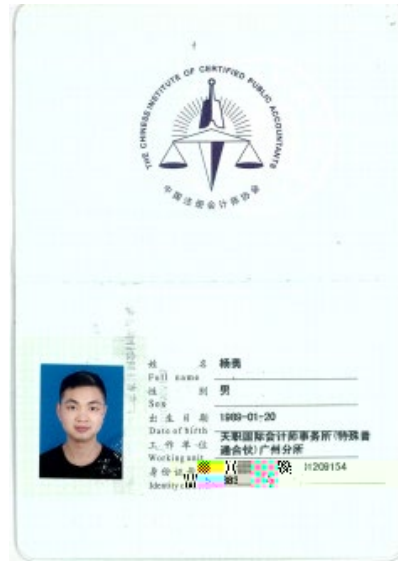 THE CHINESE INSTITUTE OF CERTIFIED PUBLIC ACCOUNTANTS
中国注册会计师协会
姓 名 杨勇
Full name
性 别 男
Sex
出生日期 1989-01-20
Date of birth
工作单位 天职国际会计师事务所(特殊普
通合伙)广州分所
Working unit
身份证号
Identity